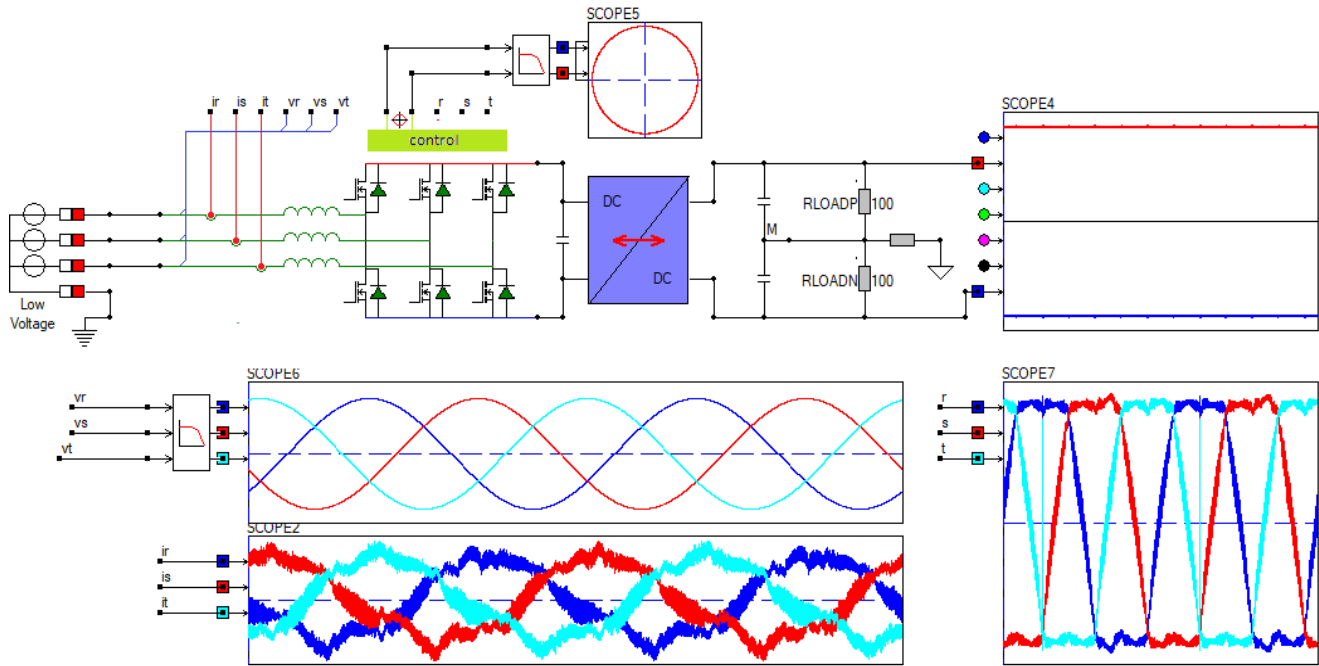 SCOPE5
ir is it vr vs vt
r s t
control
SCOPE4
DC
DC
RLOADP 100
M
RLOADN 100
Low
Voltage
SCOPE6
vr
vs
vt
SCOPE7
r
s
t
SCOPE2
ir
is
it